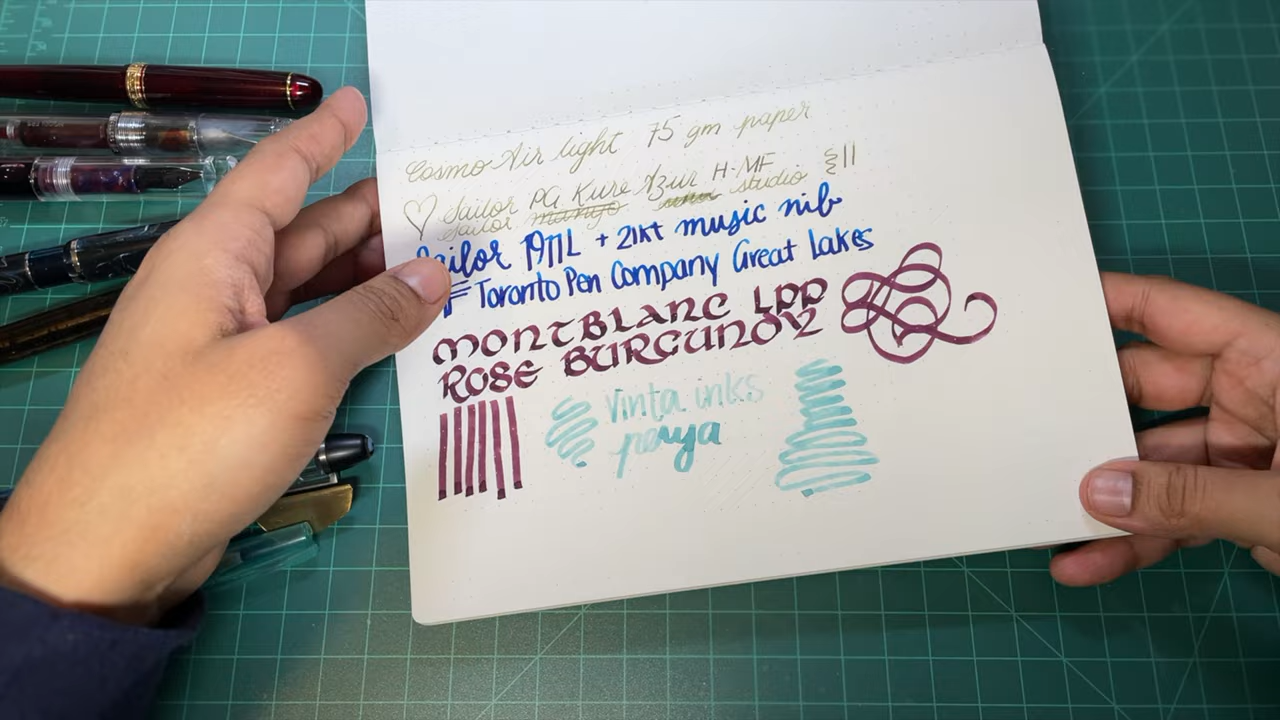 Cosmo Air light 75 gm paper
Sailor PG Kure Azur H-MF
Sailor mango studio
Sailor 1911L + 21kt music nib
Toronto Pen Company Great Lakes
MONTBLANC LPP
ROSE BURGUNDY
Vinta inks
perya